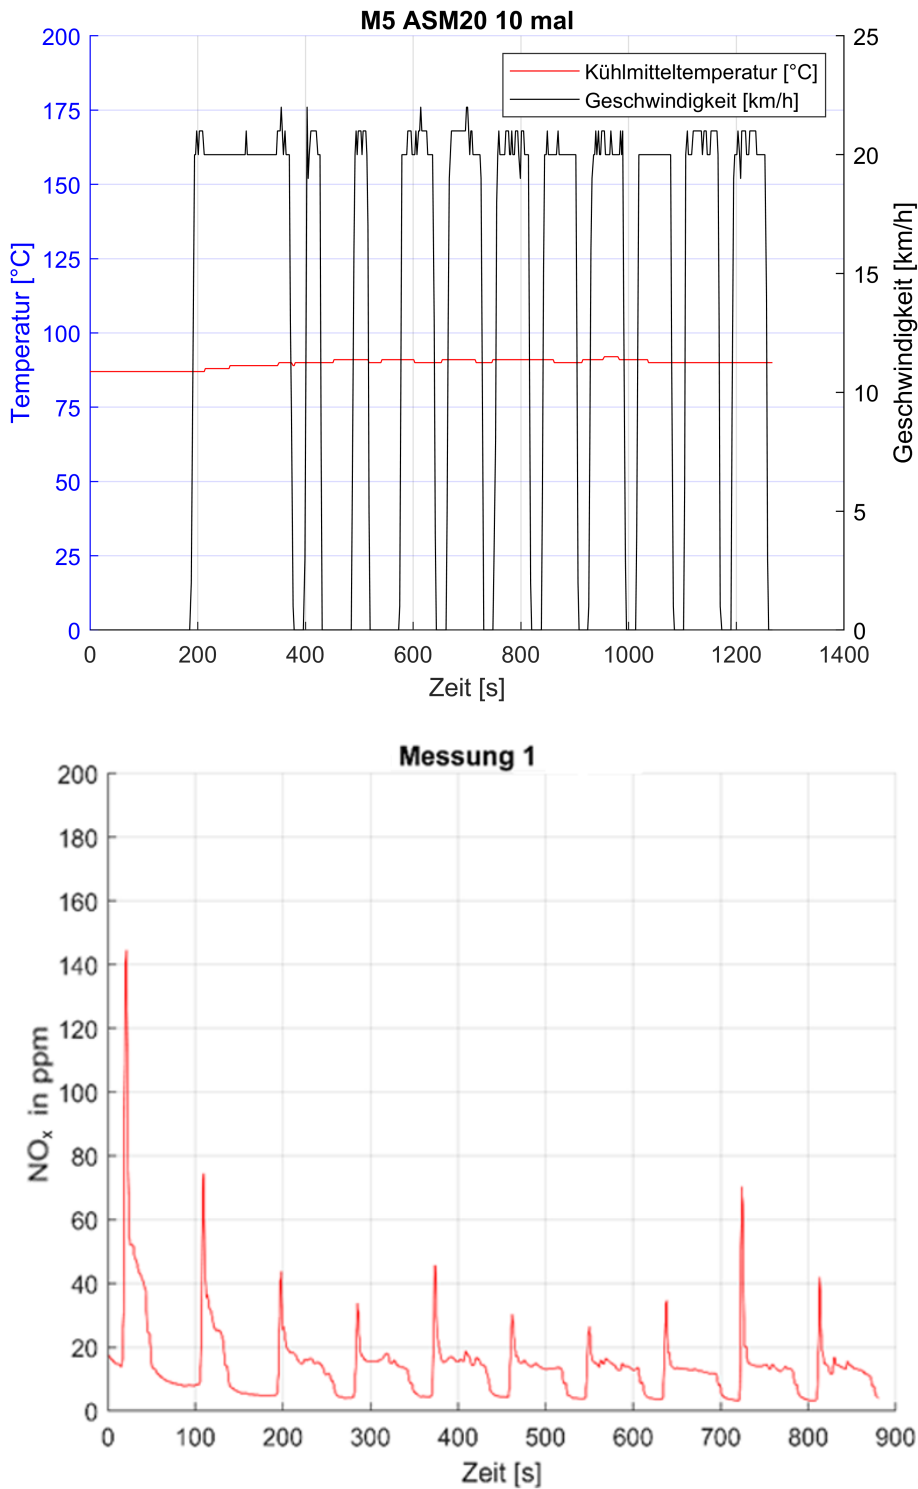 M5 ASM20 10 mal
200
175
150
125
100
75
50
25
0
Temperatur [°C]
25
20
15
10
5
0
Geschwindigkeit [km/h]
Kühlmitteltemperatur [°C]
Geschwindigkeit [km/h]
0 200 400 600 800 1000 1200 1400
Zeit [s]
Messung 1
200
180
160
140
120
100
80
60
40
20
0
NOx in ppm
0 100 200 300 400 500 600 700 800 900
Zeit [s]